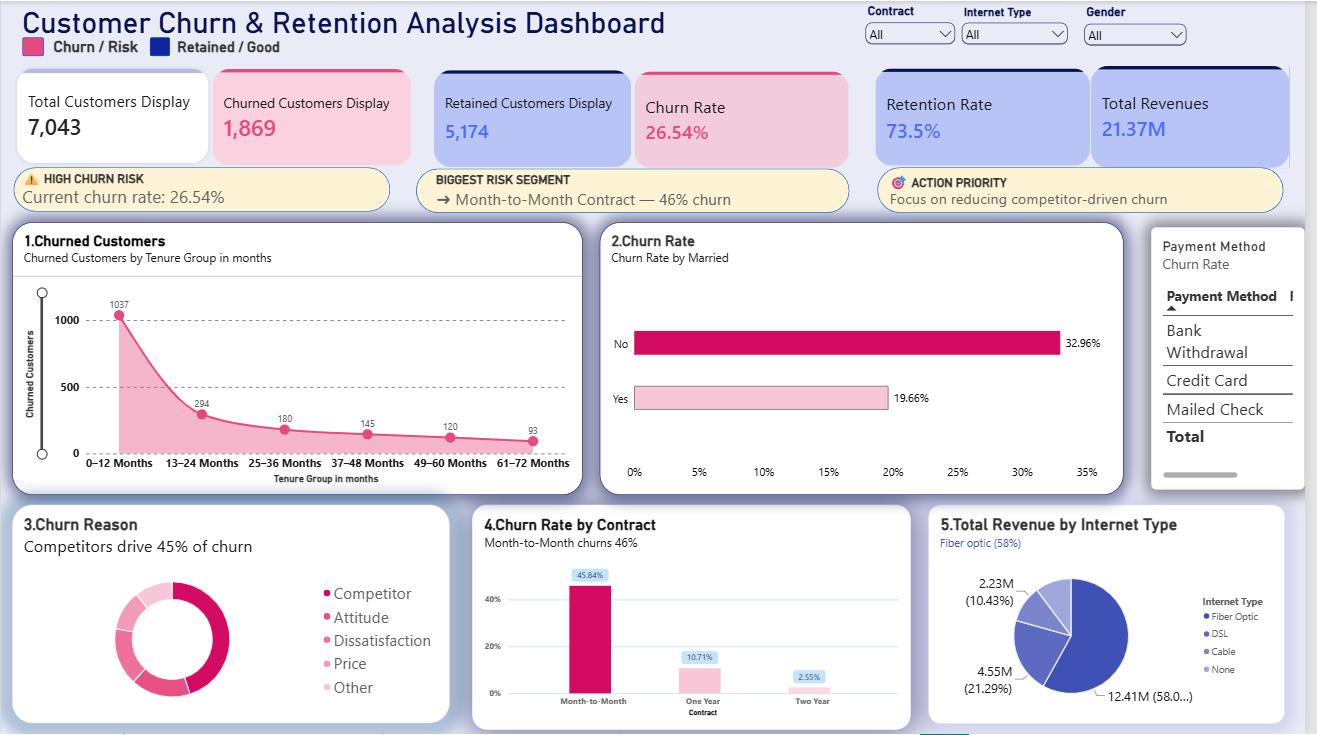 Customer Churn & Retention Analysis Dashboard
Churn / Risk
Retained / Good
Contract
All
Internet Type
All
Gender
All
Total Customers Display
7,043
Churned Customers Display
1,869
Retained Customers Display
5,174
Churn Rate
26.54%
Retention Rate
73.5%
Total Revenues
21.37M
⚠ HIGH CHURN RISK
Current churn rate: 26.54%
BIGGEST RISK SEGMENT
→ Month-to-Month Contract — 46% churn
🎯 ACTION PRIORITY
Focus on reducing competitor-driven churn
1.Churned Customers
Churned Customers by Tenure Group in months
Churned Customers
1000
500
0
1037
294
180
145
120
93
0–12 Months
13–24 Months
25–36 Months
37–48 Months
49–60 Months
61–72 Months
Tenure Group in months
2.Churn Rate
Churn Rate by Married
No
32.96%
Yes
19.66%
0%
5%
10%
15%
20%
25%
30%
35%
Payment Method
Churn Rate
Payment Method
Bank
Withdrawal
Credit Card
Mailed Check
Total
3.Churn Reason
Competitors drive 45% of churn
Competitor
Attitude
Dissatisfaction
Price
Other
4.Churn Rate by Contract
Month-to-Month churns 46%
40%
20%
0%
45.84%
10.71%
2.55%
Month-to-Month
One Year
Two Year
Contract
5.Total Revenue by Internet Type
Fiber optic (58%)
2.23M
(10.43%)
4.55M
(21.29%)
12.41M (58.0...)
Internet Type
Fiber Optic
DSL
Cable
None